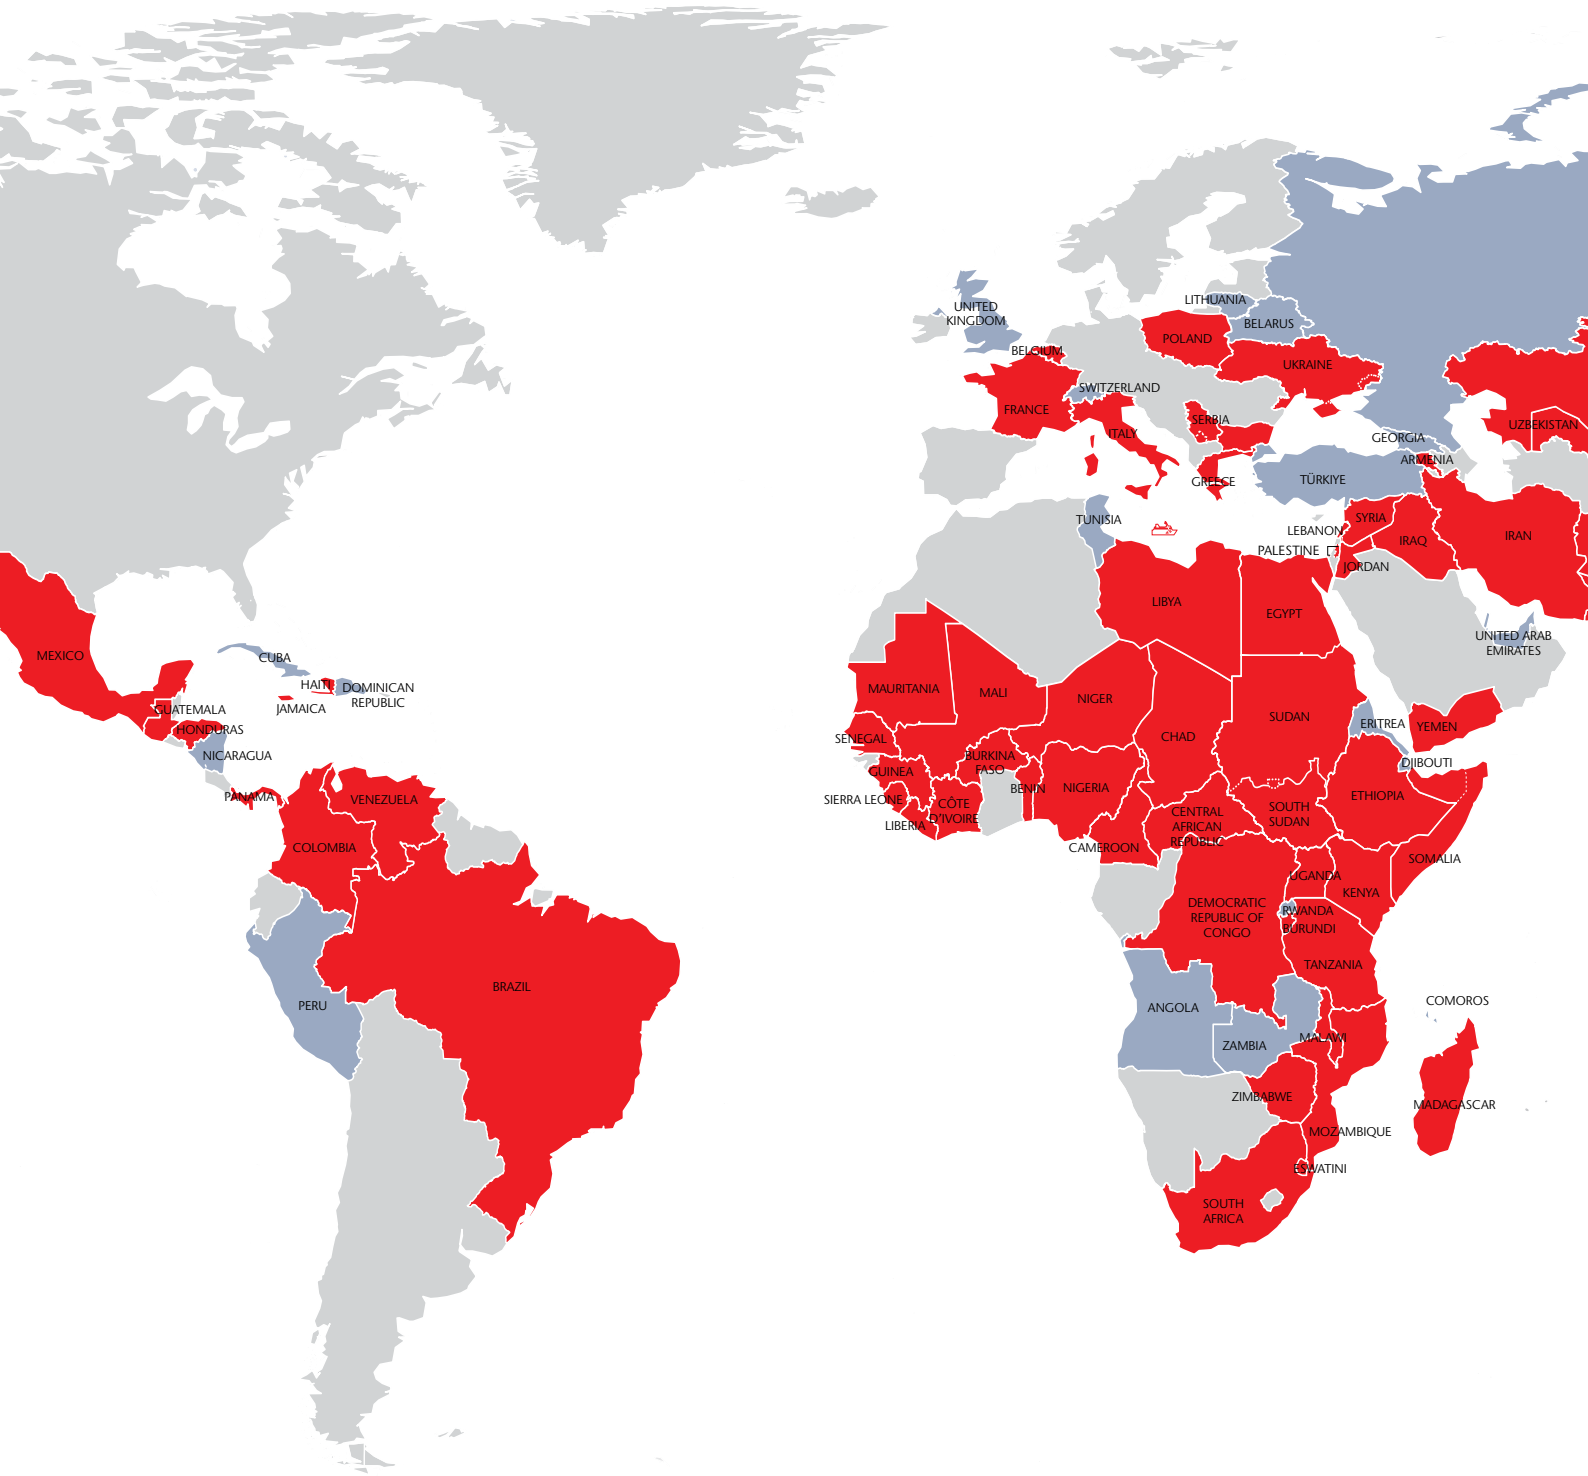 UNITED
KINGDOM
LITHUANIA
BELARUS
POLAND
BELGIUM
UKRAINE
SWITZERLAND
FRANCE
SERBIA
ITALY
UZBEKISTAN
GEORGIA
ARMENIA
GREECE
TÜRKIYE
TUNISIA
SYRIA
LEBANON
IRAQ
IRAN
PALESTINE
JORDAN
LIBYA
EGYPT
UNITED ARAB
EMIRATES
MEXICO
CUBA
HAITI
DOMINICAN
REPUBLIC
JAMAICA
GUATEMALA
HONDURAS
NICARAGUA
PANAMA
VENEZUELA
COLOMBIA
BRAZIL
PERU
MAURITANIA
MALI
NIGER
CHAD
SUDAN
ERITREA
YEMEN
SENEGAL
BURKINA
FASO
DJIBOUTI
GUINEA
BENIN
NIGERIA
ETHIOPIA
SIERRA LEONE
CÔTE
D'IVOIRE
LIBERIA
CENTRAL
AFRICAN
REPUBLIC
SOUTH
SUDAN
CAMEROON
SOMALIA
UGANDA
KENYA
DEMOCRATIC
REPUBLIC OF
CONGO
RWANDA
BURUNDI
TANZANIA
ANGOLA
COMOROS
ZAMBIA
MALAWI
ZIMBABWE
MADAGASCAR
MOZAMBIQUE
ESWATINI
SOUTH
AFRICA